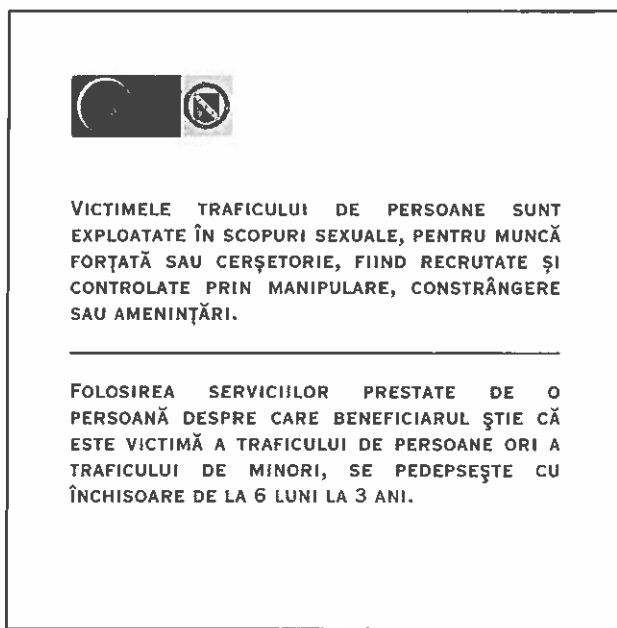 VICTIMELE TRAFICULUI DE PERSOANE SUNT
EXPLOATATE ÎN SCOPURI SEXUALE, PENTRU MUNCĂ
FORȚATĂ SAU CERȘETORIE, FIIND RECRUTATE ȘI
CONTROLATE PRIN MANIPULARE, CONSTRÂNGERE
SAU AMENINȚĂRI.
FOLOSIREA SERVICIILOR PRESTATE DE O
PERSOANĂ DESPRE CARE BENEFICIARUL ȘTIE CĂ
ESTE VICTIMĂ A TRAFICULUI DE PERSOANE ORI A
TRAFICULUI DE MINORI, SE PEDEPSEȘTE CU
ÎNCHISOARE DE LA 6 LUNI LA 3 ANI.